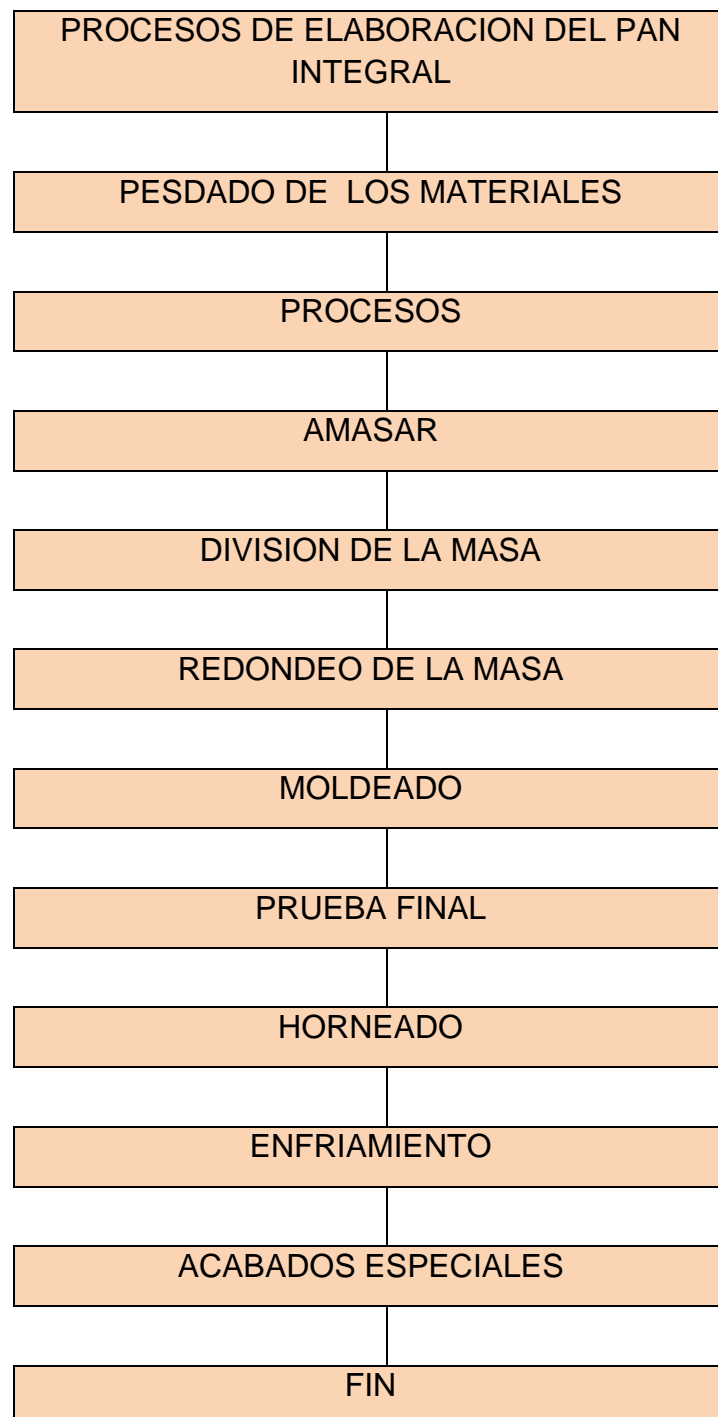 PROCESOS DE ELABORACION DEL PAN
INTEGRAL
PESDADO DE LOS MATERIALES
PROCESOS
AMASAR
DIVISION DE LA MASA
REDONDEO DE LA MASA
MOLDEADO
PRUEBA FINAL
HORNEADO
ENFRIAMIENTO
ACABADOS ESPECIALES
FIN